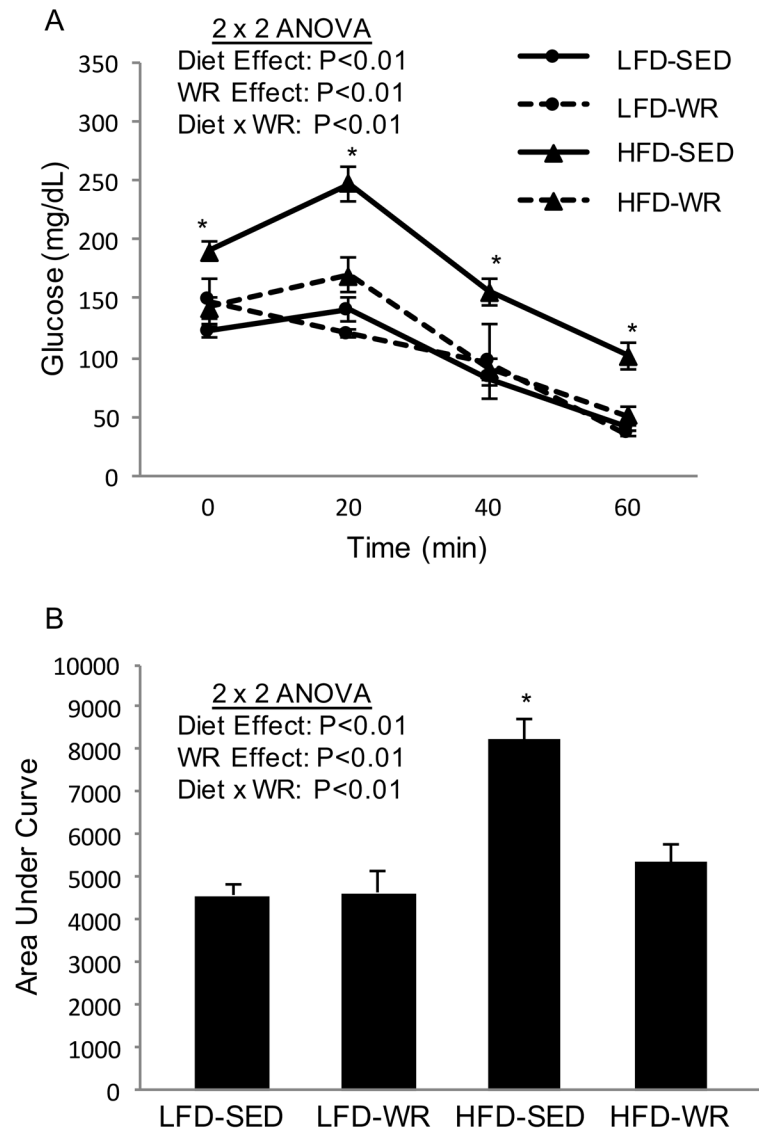 A
2 x 2 ANOVA
Diet Effect: P<0.01
WR Effect: P<0.01
Diet x WR: P<0.01
LFD-SED
LFD-WR
HFD-SED
HFD-WR
Glucose (mg/dL)
350
300
250
200
150
100
50
0
*
*
*
*
0 20 40 60
Time (min)
B
2 x 2 ANOVA
Diet Effect: P<0.01
WR Effect: P<0.01
Diet x WR: P<0.01
*
Area Under Curve
10000
9000
8000
7000
6000
5000
4000
3000
2000
1000
0
LFD-SED LFD-WR HFD-SED HFD-WR